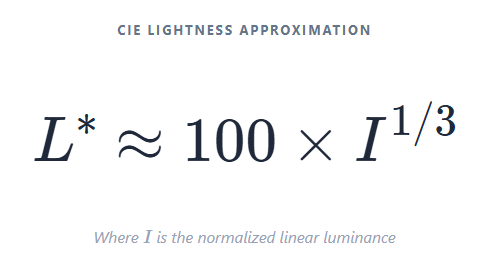 CIE LIGHTNESS APPROXIMATION
L* ≈ 100 × I^{1/3}
Where I is the normalized linear luminance